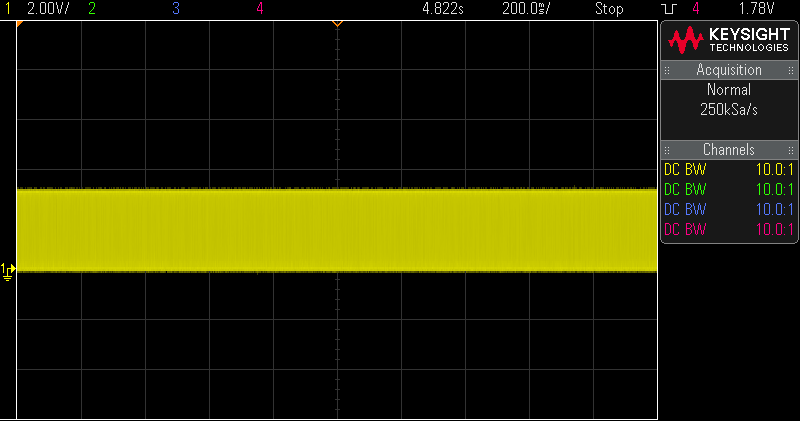 1 2.00V/ 2 3 4 4.822s 200.0ms/ Stop 4 1.78V
KEYSIGHT
TECHNOLOGIES
Acquisition
Normal
250kSa/s
Channels
DC BW 10.0:1
DC BW 10.0:1
DC BW 10.0:1
DC BW 10.0:1
1